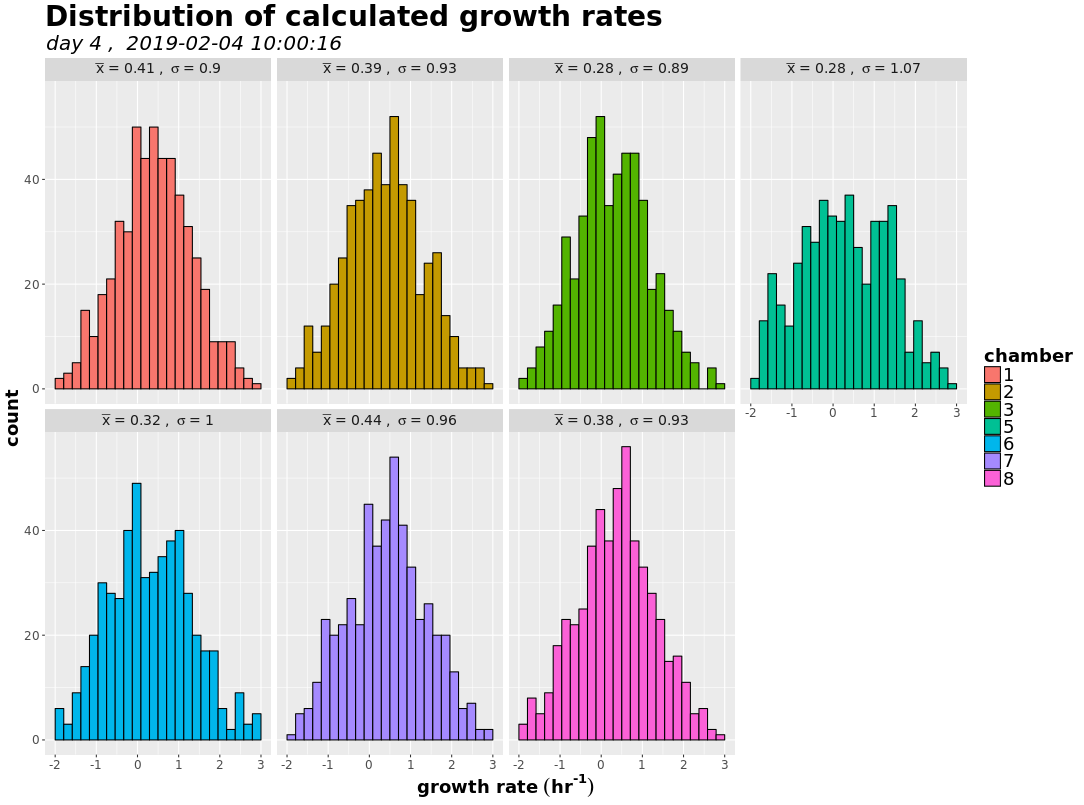 Distribution of calculated growth rates
day 4 , 2019-02-04 10:00:16
x̅ = 0.41 , σ = 0.9
x̅ = 0.39 , σ = 0.93
x̅ = 0.28 , σ = 0.89
x̅ = 0.28 , σ = 1.07
40
20
0
-2 -1 0 1 2 3
x̅ = 0.32 , σ = 1
x̅ = 0.44 , σ = 0.96
x̅ = 0.38 , σ = 0.93
40
20
0
-2 -1 0 1 2 3
-2 -1 0 1 2 3
-2 -1 0 1 2 3
count
growth rate (hr⁻¹)
chamber
1
2
3
5
6
7
8